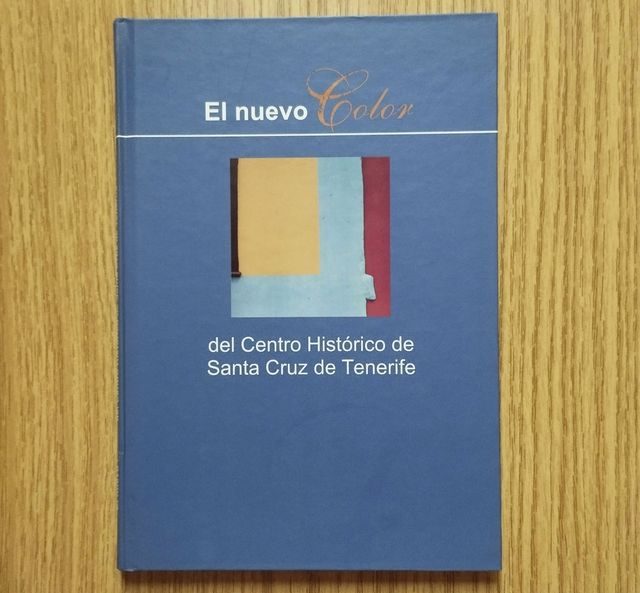 El nuevo Color
del Centro Histórico de
Santa Cruz de Tenerife